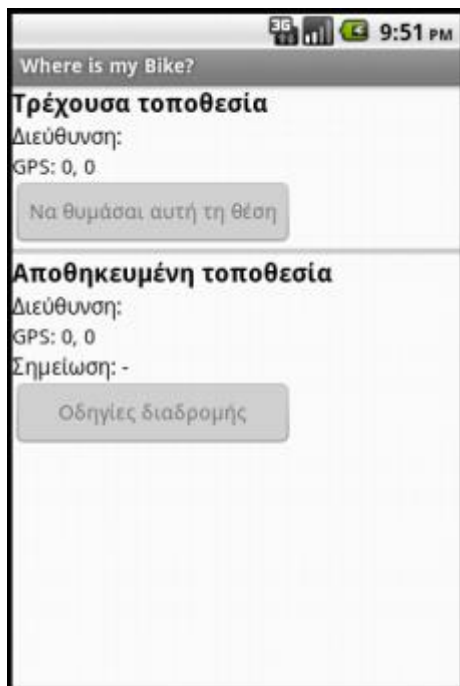 3G 9:51 PM
Where is my Bike?
Τρέχουσα τοποθεσία
Διεύθυνση:
GPS: 0, 0
Να θυμάσαι αυτή τη θέση
Αποθηκευμένη τοποθεσία
Διεύθυνση:
GPS: 0, 0
Σημείωση: -
Οδηγίες διαδρομής